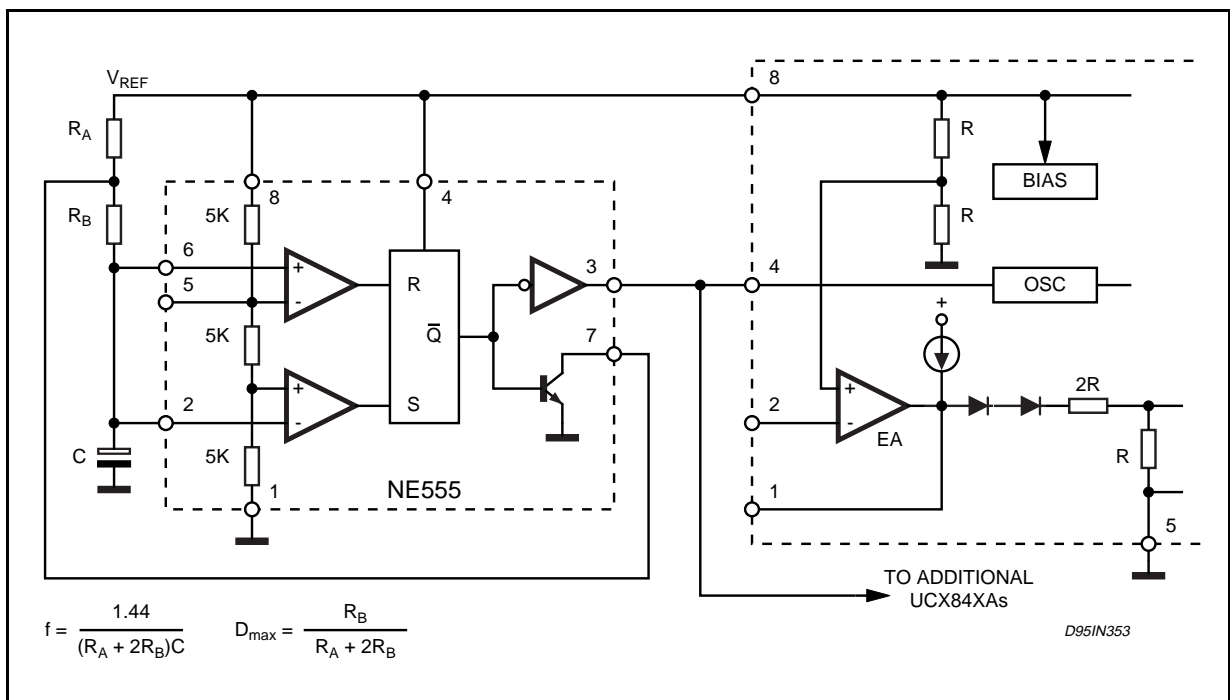 VREF
8
RA
R
8
4
BIAS
5K
RB
R
6
3
4
+
R
OSC
5
-
+
Q̅
7
5K
+
S
2R
2
-
2
+
-
EA
C
5K
R
1
1
NE555
5
TO ADDITIONAL
UCX84XAs
f = 1.44 / (RA + 2RB)C
Dmax = RB / RA + 2RB
D95IN353